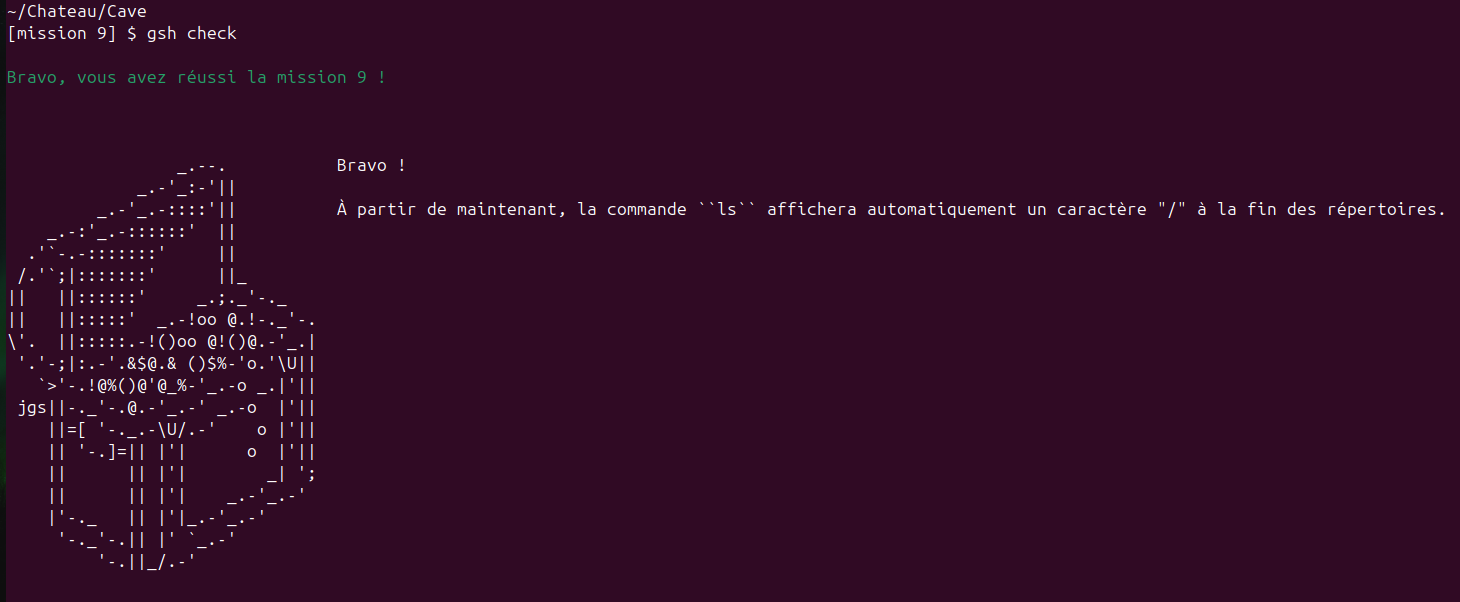 ~/Chateau/Cave
[mission 9] $ gsh check
Bravo, vous avez réussi la mission 9 !
Bravo !
À partir de maintenant, la commande ``ls`` affichera automatiquement un caractère "/" à la fin des répertoires.
jgs